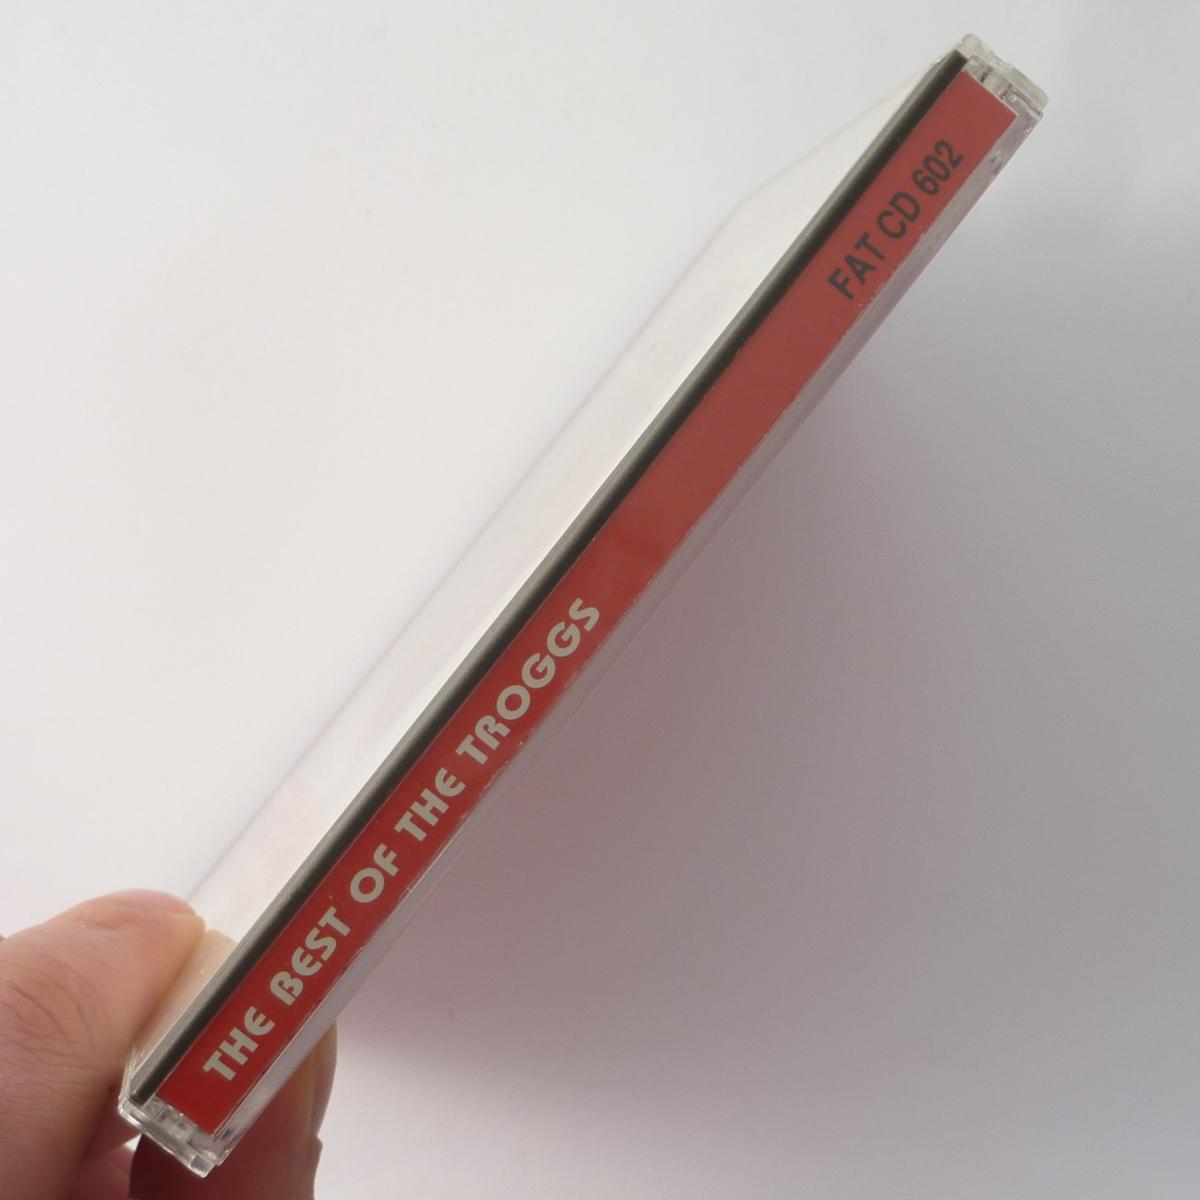 THE BEST OF THE TROGGS
FAT CD 602